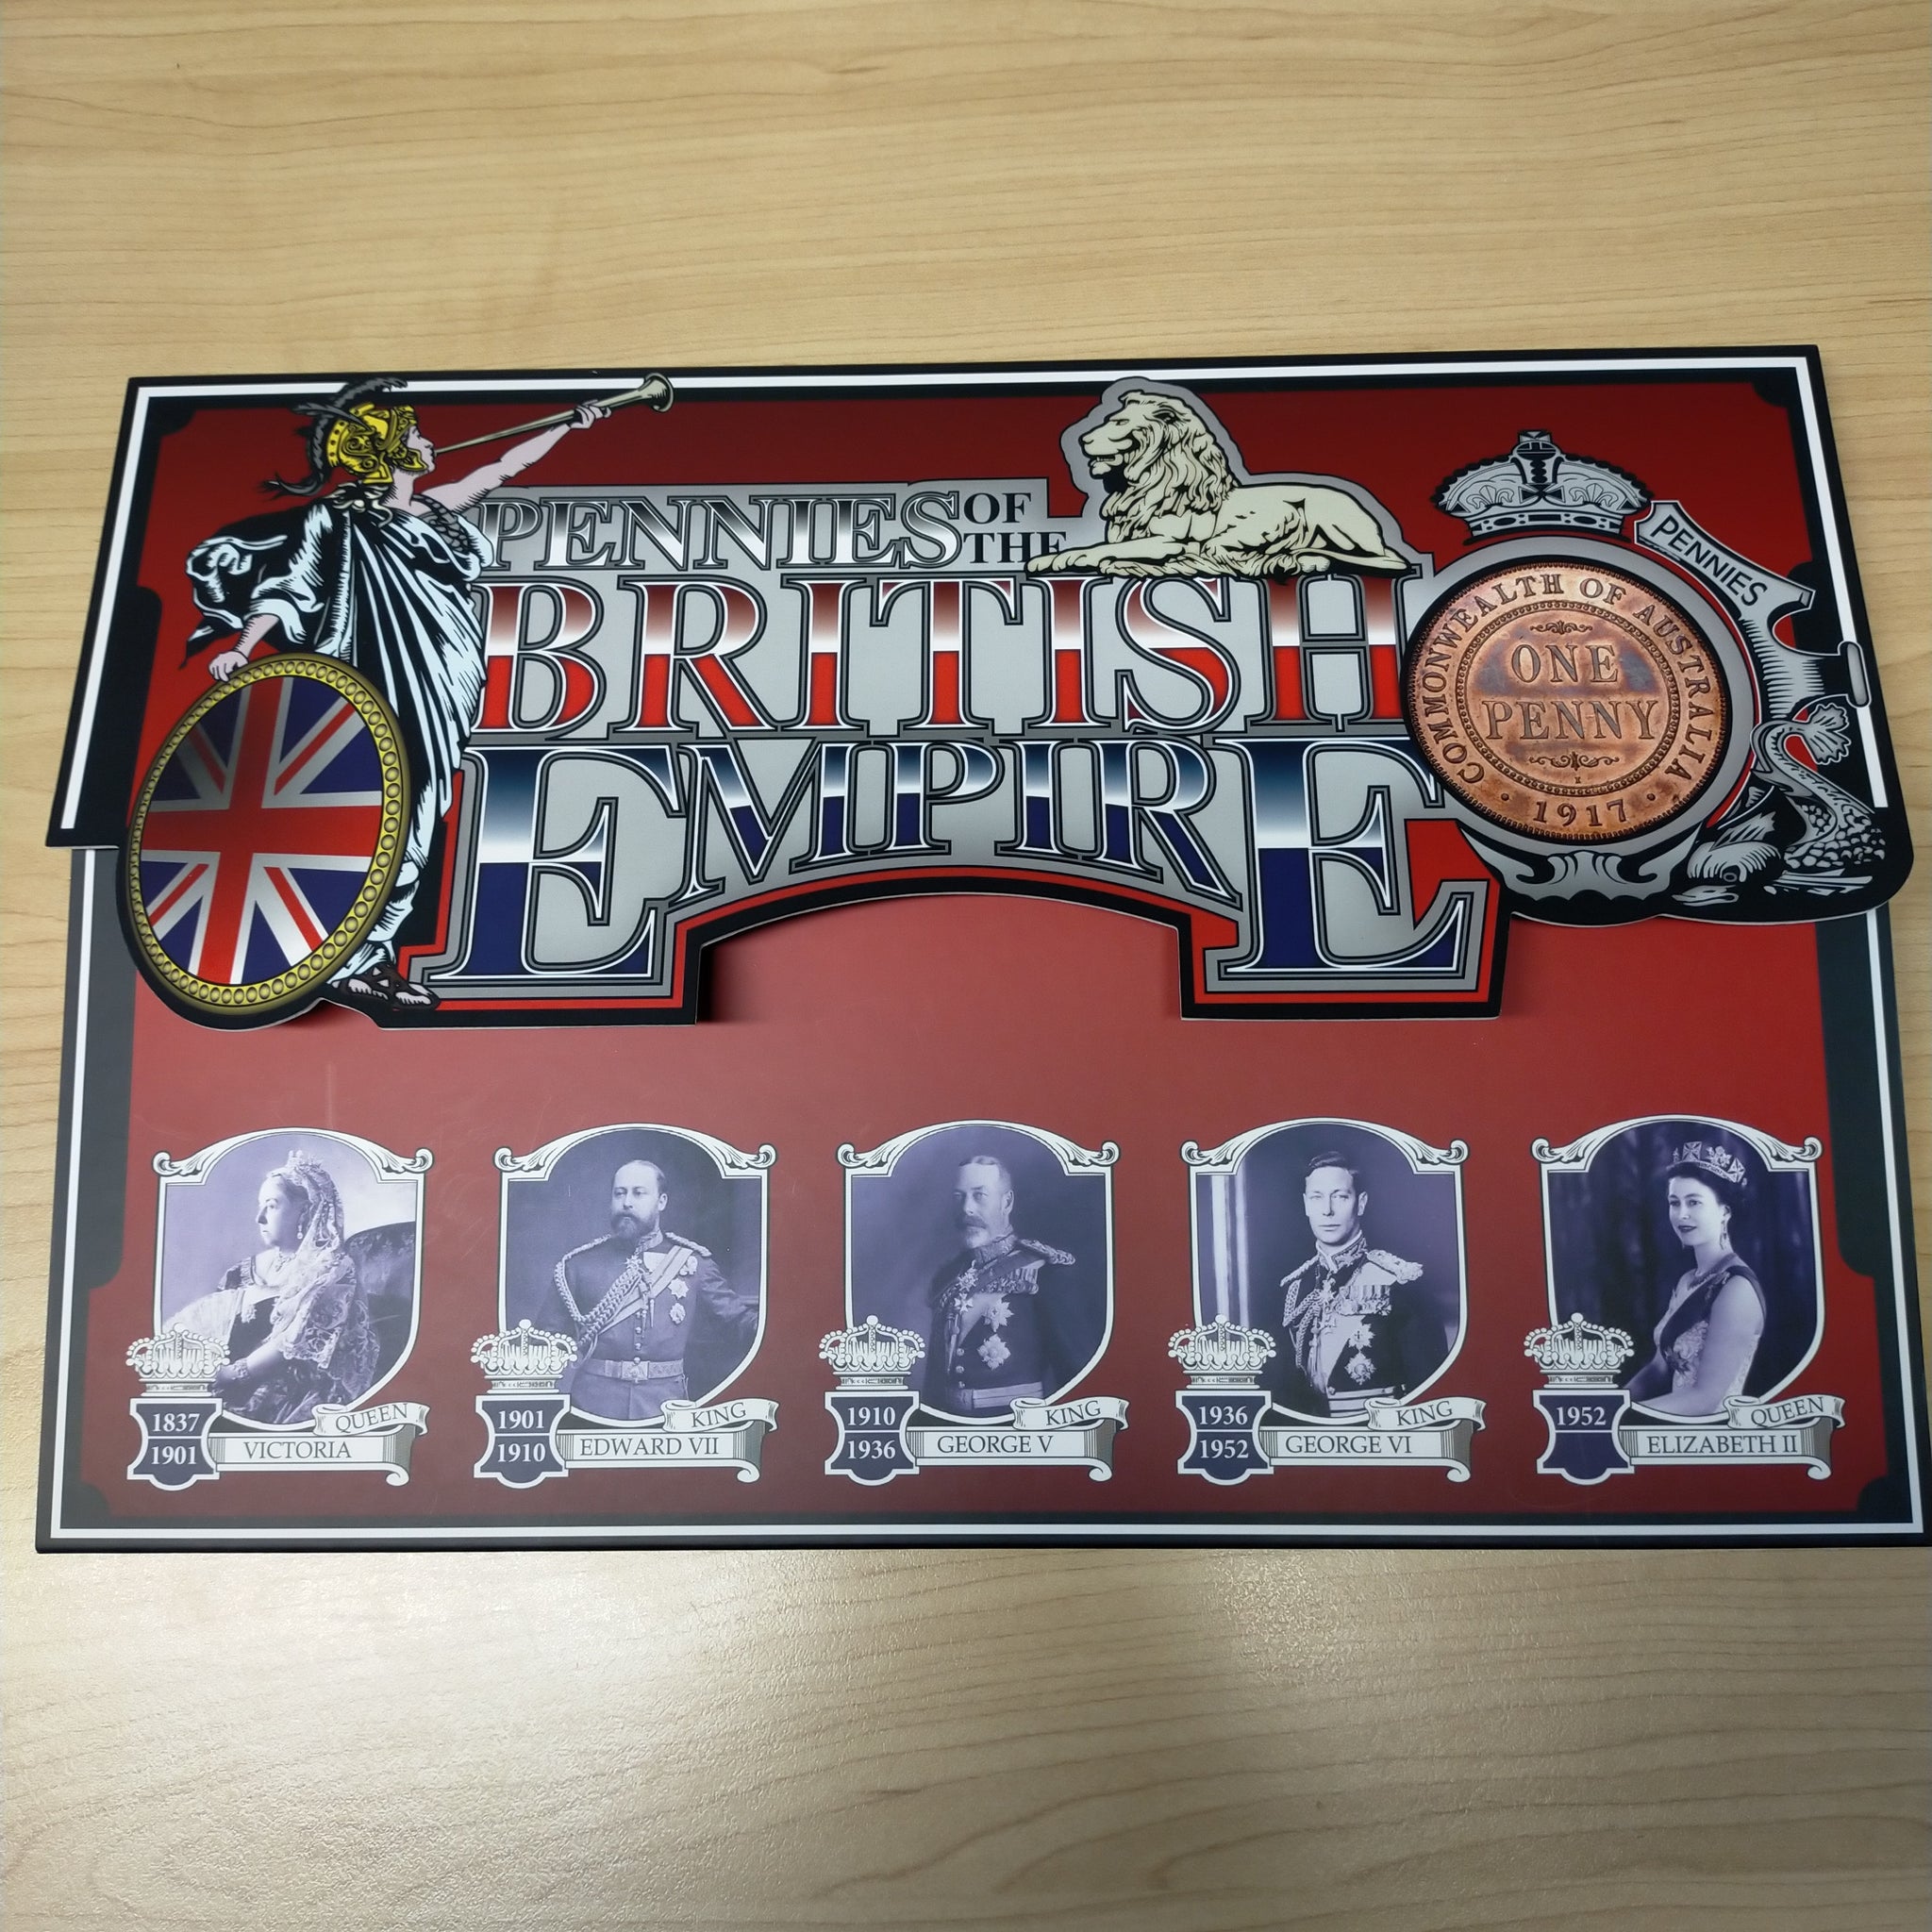 PENNIES OF THE
BRITISH
EMPIRE
PENNIES
COMMONWEALTH OF AUSTRALIA
ONE
PENNY
1917
1837
1901
QUEEN
VICTORIA
1901
1910
KING
EDWARD VII
1910
1936
KING
GEORGE V
1936
1952
KING
GEORGE VI
1952
QUEEN
ELIZABETH II